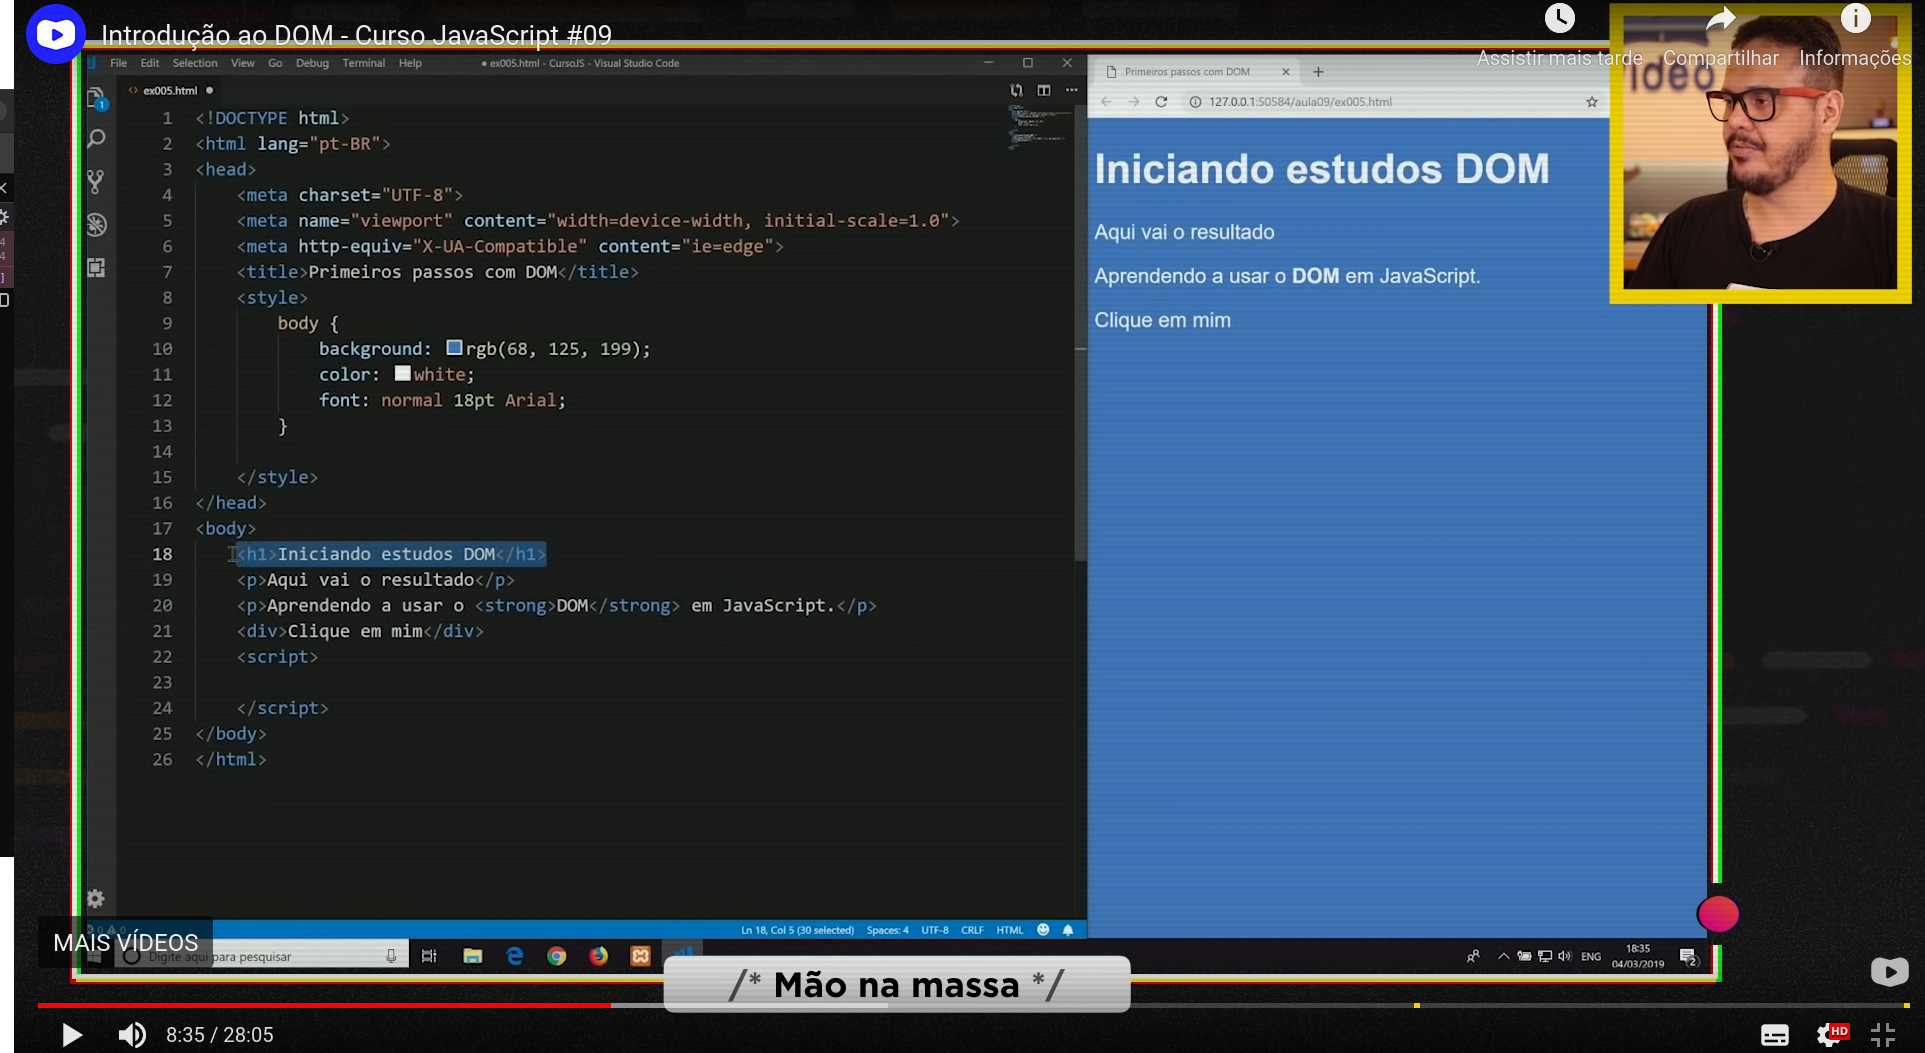 Introdução ao DOM - Curso JavaScript #09
Assistir mais tarde
Compartilhar
Informações
File Edit Selection View Go Debug Terminal Help
● ex005.html - CursoJS - Visual Studio Code
1
<> ex005.html ●
1 <!DOCTYPE html>
2 <html lang="pt-BR">
3 <head>
4 <meta charset="UTF-8">
5 <meta name="viewport" content="width=device-width, initial-scale=1.0">
6 <meta http-equiv="X-UA-Compatible" content="ie=edge">
7 <title>Primeiros passos com DOM</title>
8 <style>
9 body {
10 background: rgb(68, 125, 199);
11 color: white;
12 font: normal 18pt Arial;
13 }
14
15 </style>
16 </head>
17 <body>
18 <h1>Iniciando estudos DOM</h1>
19 <p>Aqui vai o resultado</p>
20 <p>Aprendendo a usar o <strong>DOM</strong> em JavaScript.</p>
21 <div>Clique em mim</div>
22 <script>
23
24 </script>
25 </body>
26 </html>
Ln 18, Col 5 (30 selected) Spaces: 4 UTF-8 CRLF HTML
Primeiros passos com DOM
127.0.0.1:50584/aula09/ex005.html
Iniciando estudos DOM
Aqui vai o resultado
Aprendendo a usar o DOM em JavaScript.
Clique em mim
MAIS VÍDEOS
Digite aqui para pesquisar
ENG
18:35
04/03/2019
2
/* Mão na massa */
8:35 / 28:05
HD